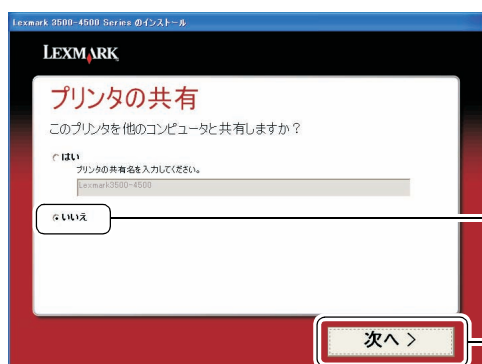 Lexmark 3500-4500 Series のインストール
LEXMARK
プリンタの共有
このプリンタを他のコンピュータと共有しますか?
はい
プリンタの共有名を入力してください。
Lexmark3500-4500
いいえ
次へ >